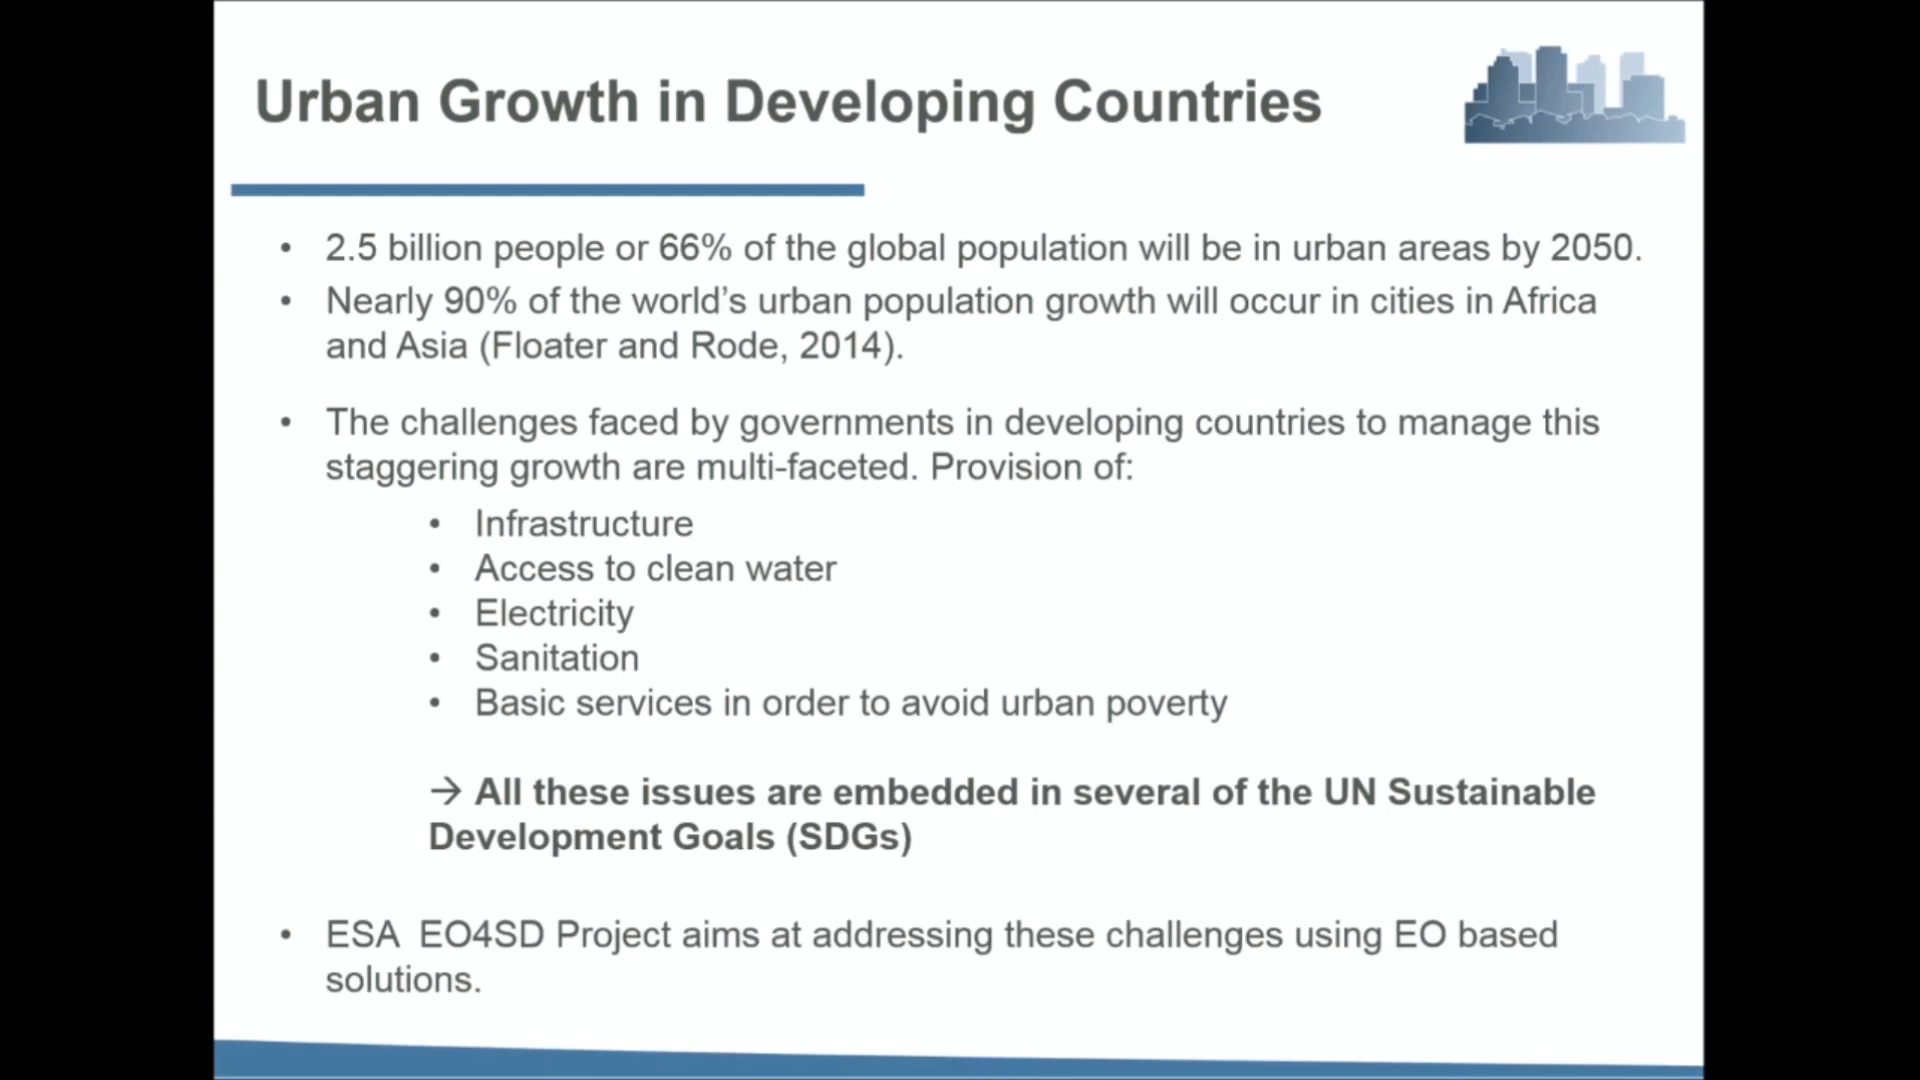 Urban Growth in Developing Countries
• 2.5 billion people or 66% of the global population will be in urban areas by 2050.
• Nearly 90% of the world's urban population growth will occur in cities in Africa
and Asia (Floater and Rode, 2014).
• The challenges faced by governments in developing countries to manage this
staggering growth are multi-faceted. Provision of:
• Infrastructure
• Access to clean water
• Electricity
• Sanitation
• Basic services in order to avoid urban poverty
→ All these issues are embedded in several of the UN Sustainable
Development Goals (SDGs)
• ESA  EO4SD Project aims at addressing these challenges using EO based
solutions.